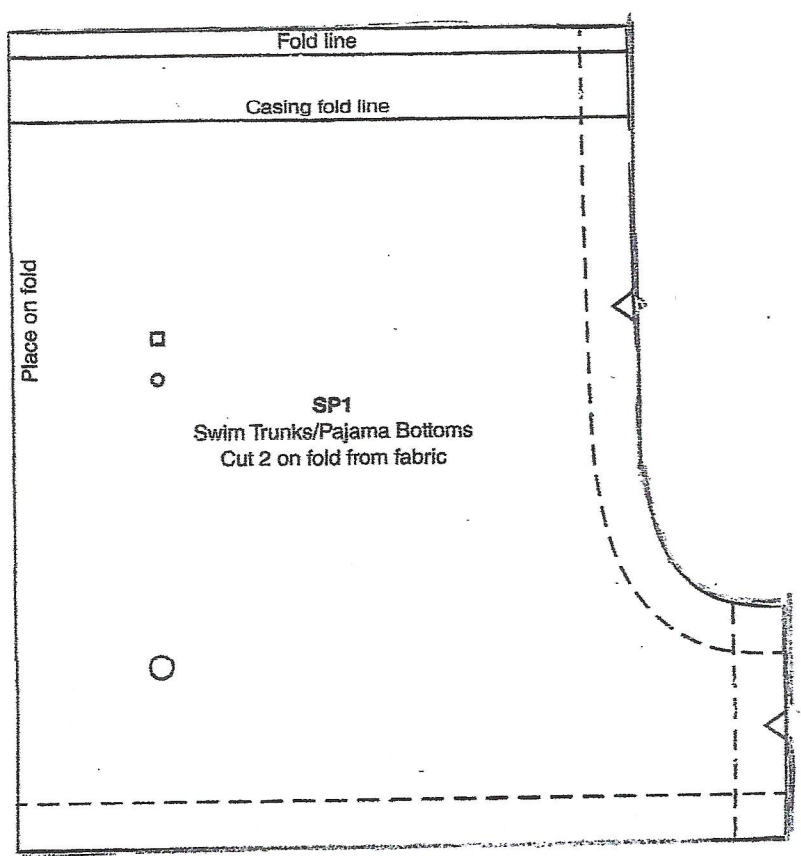 Fold line
Casing fold line
Place on fold
SP1
Swim Trunks/Pajama Bottoms
Cut 2 on fold from fabric